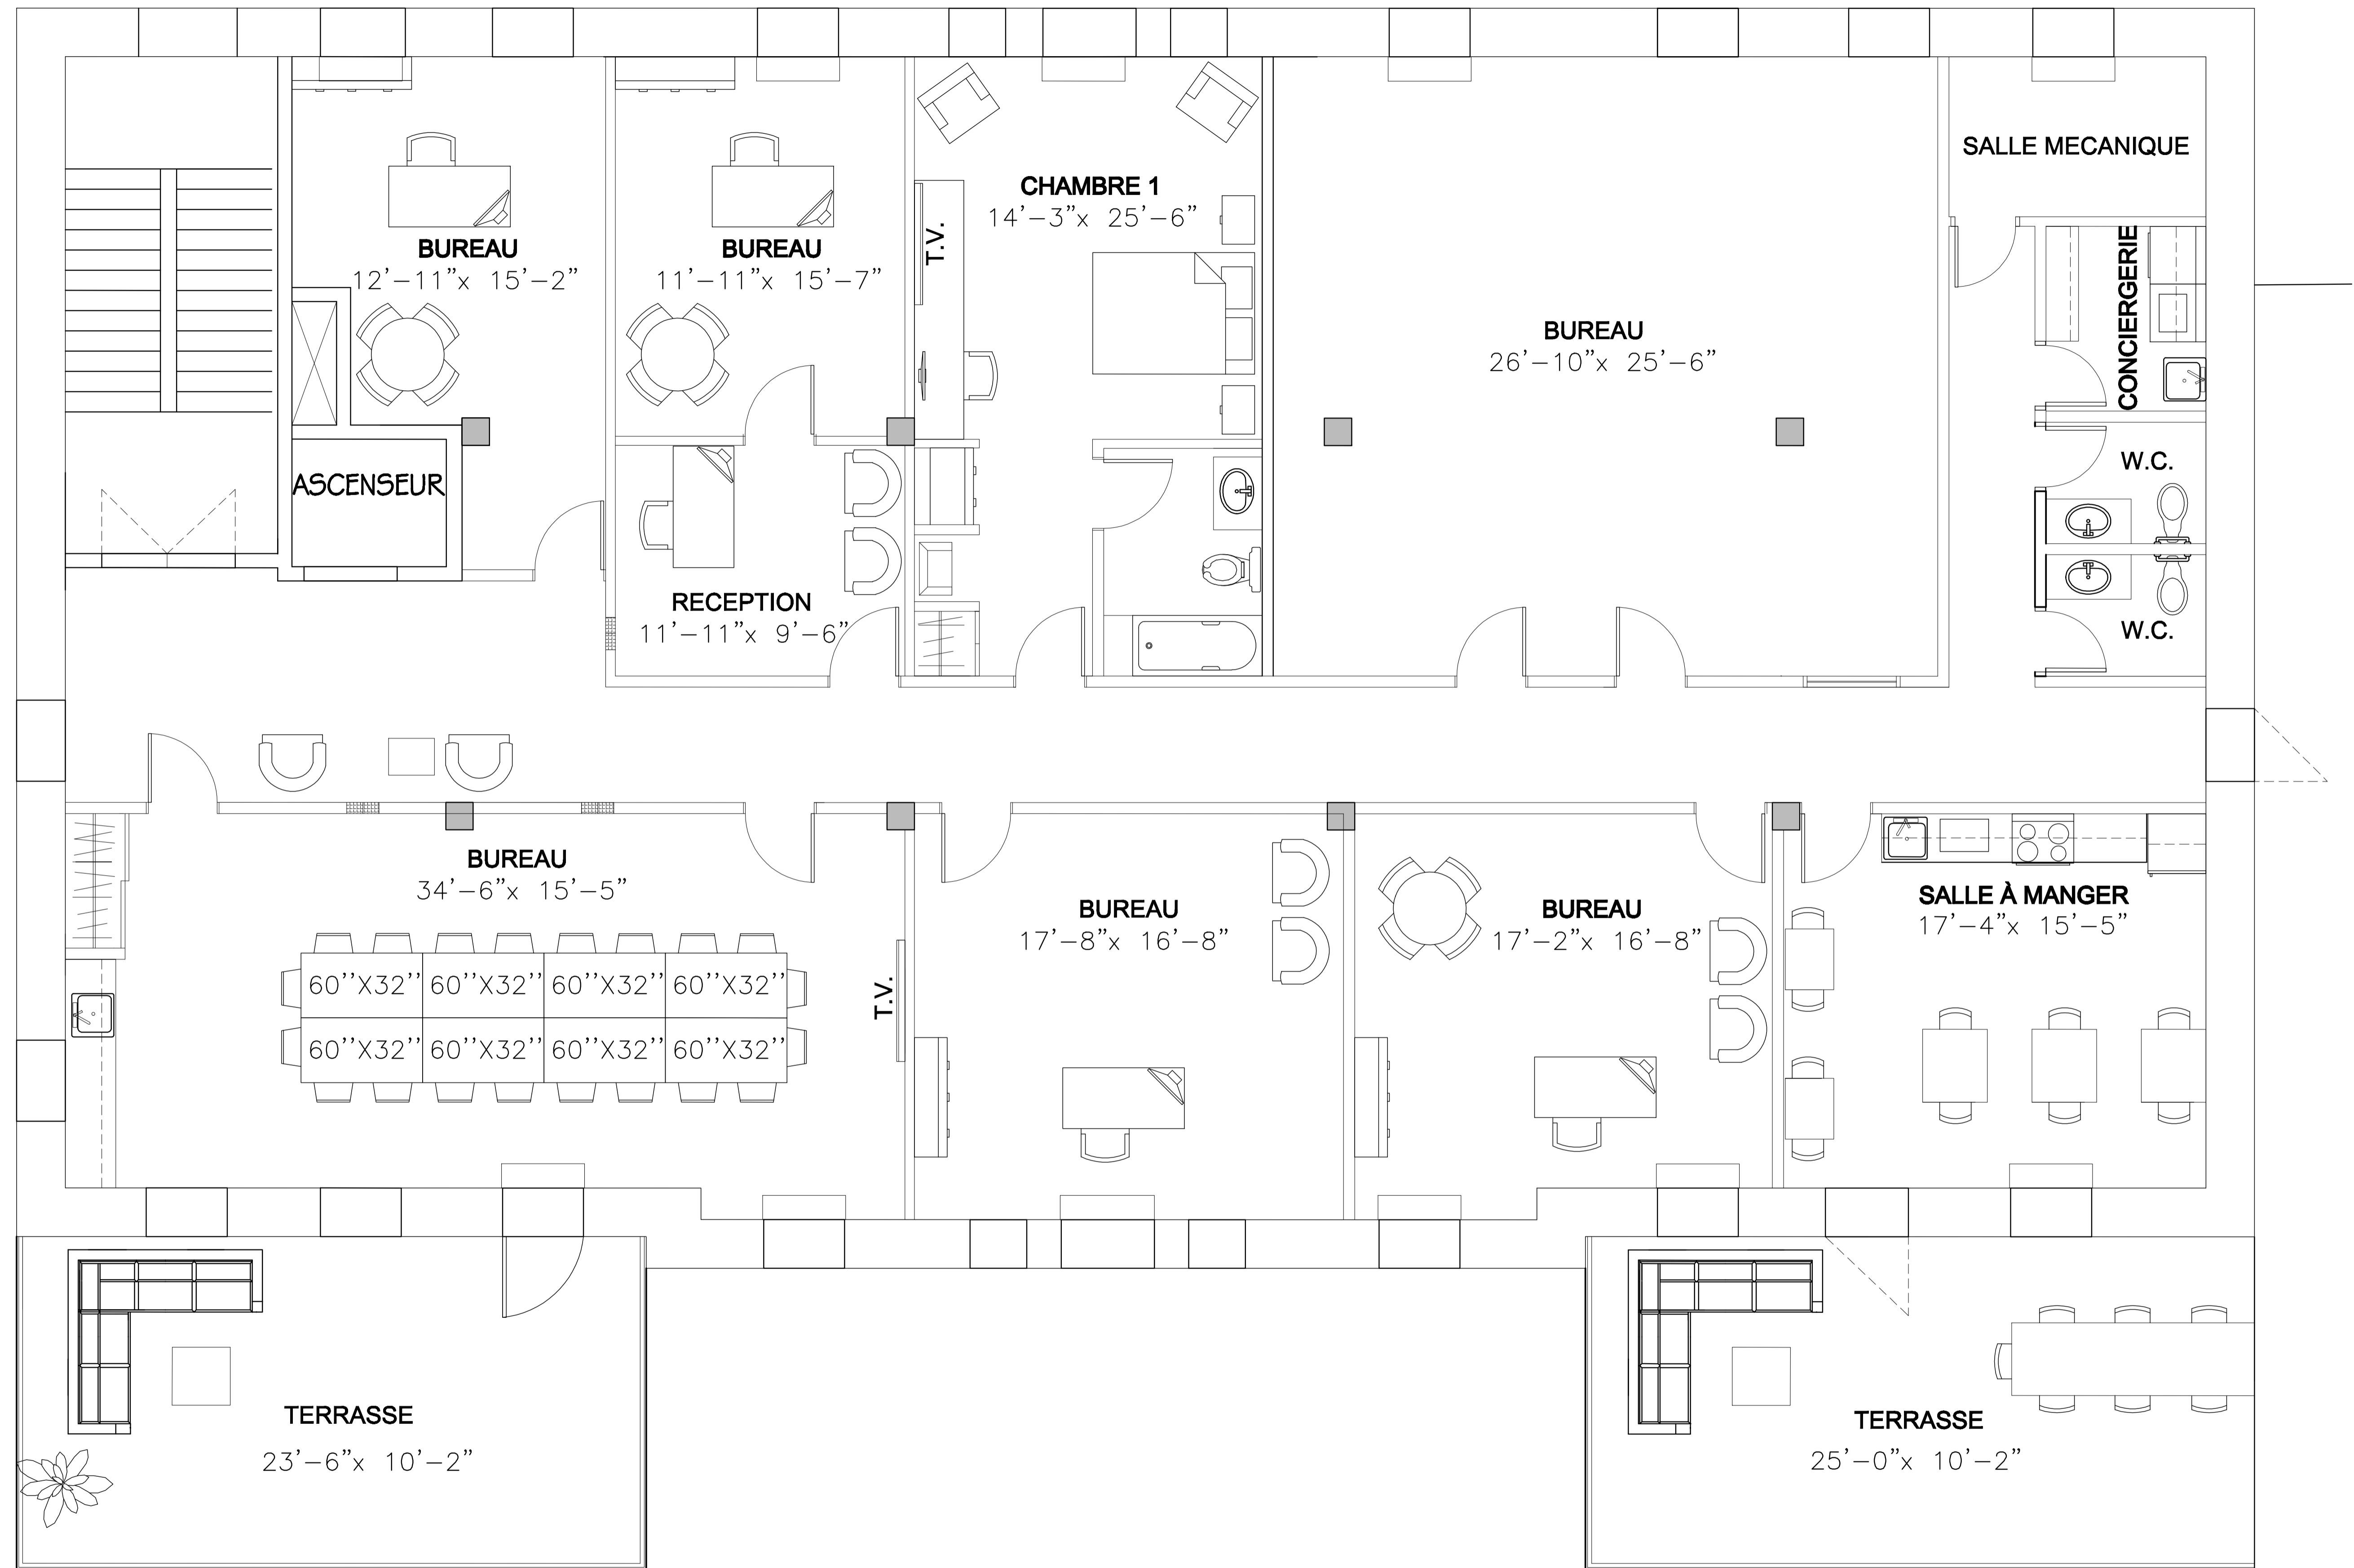 SALLE MECANIQUE
CHAMBRE 1
14'-3"x 25'-6"
T.V.
BUREAU
12'-11"x 15'-2"
BUREAU
11'-11"x 15'-7"
CONCIERGERIE
BUREAU
26'-10"x 25'-6"
W.C.
ASCENSEUR
RECEPTION
11'-11"x 9'-6"
W.C.
BUREAU
34'-6"x 15'-5"
BUREAU
17'-8"x 16'-8"
BUREAU
17'-2"x 16'-8"
SALLE À MANGER
17'-4"x 15'-5"
60''X32'' 60''X32'' 60''X32'' 60''X32''
T.V.
60''X32'' 60''X32'' 60''X32'' 60''X32''
TERRASSE
23'-6"x 10'-2"
TERRASSE
25'-0"x 10'-2"